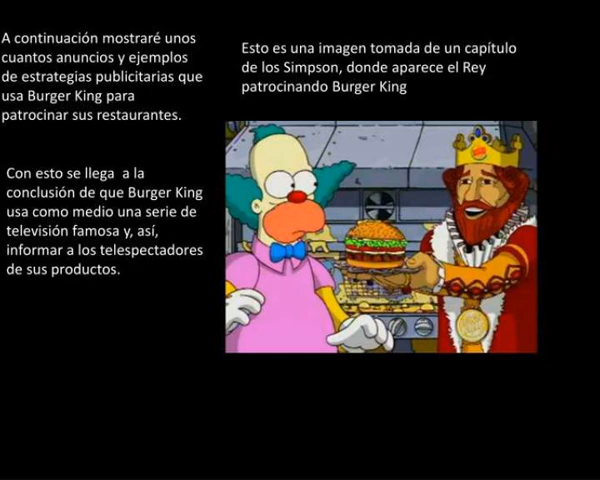 A continuación mostraré unos
cuantos anuncios y ejemplos
de estrategias publicitarias que
usa Burger King para
patrocinar sus restaurantes.
Esto es una imagen tomada de un capítulo
de los Simpson, donde aparece el Rey
patrocinando Burger King
Con esto se llega a la
conclusión de que Burger King
usa como medio una serie de
televisión famosa y, así,
informar a los telespectadores
de sus productos.